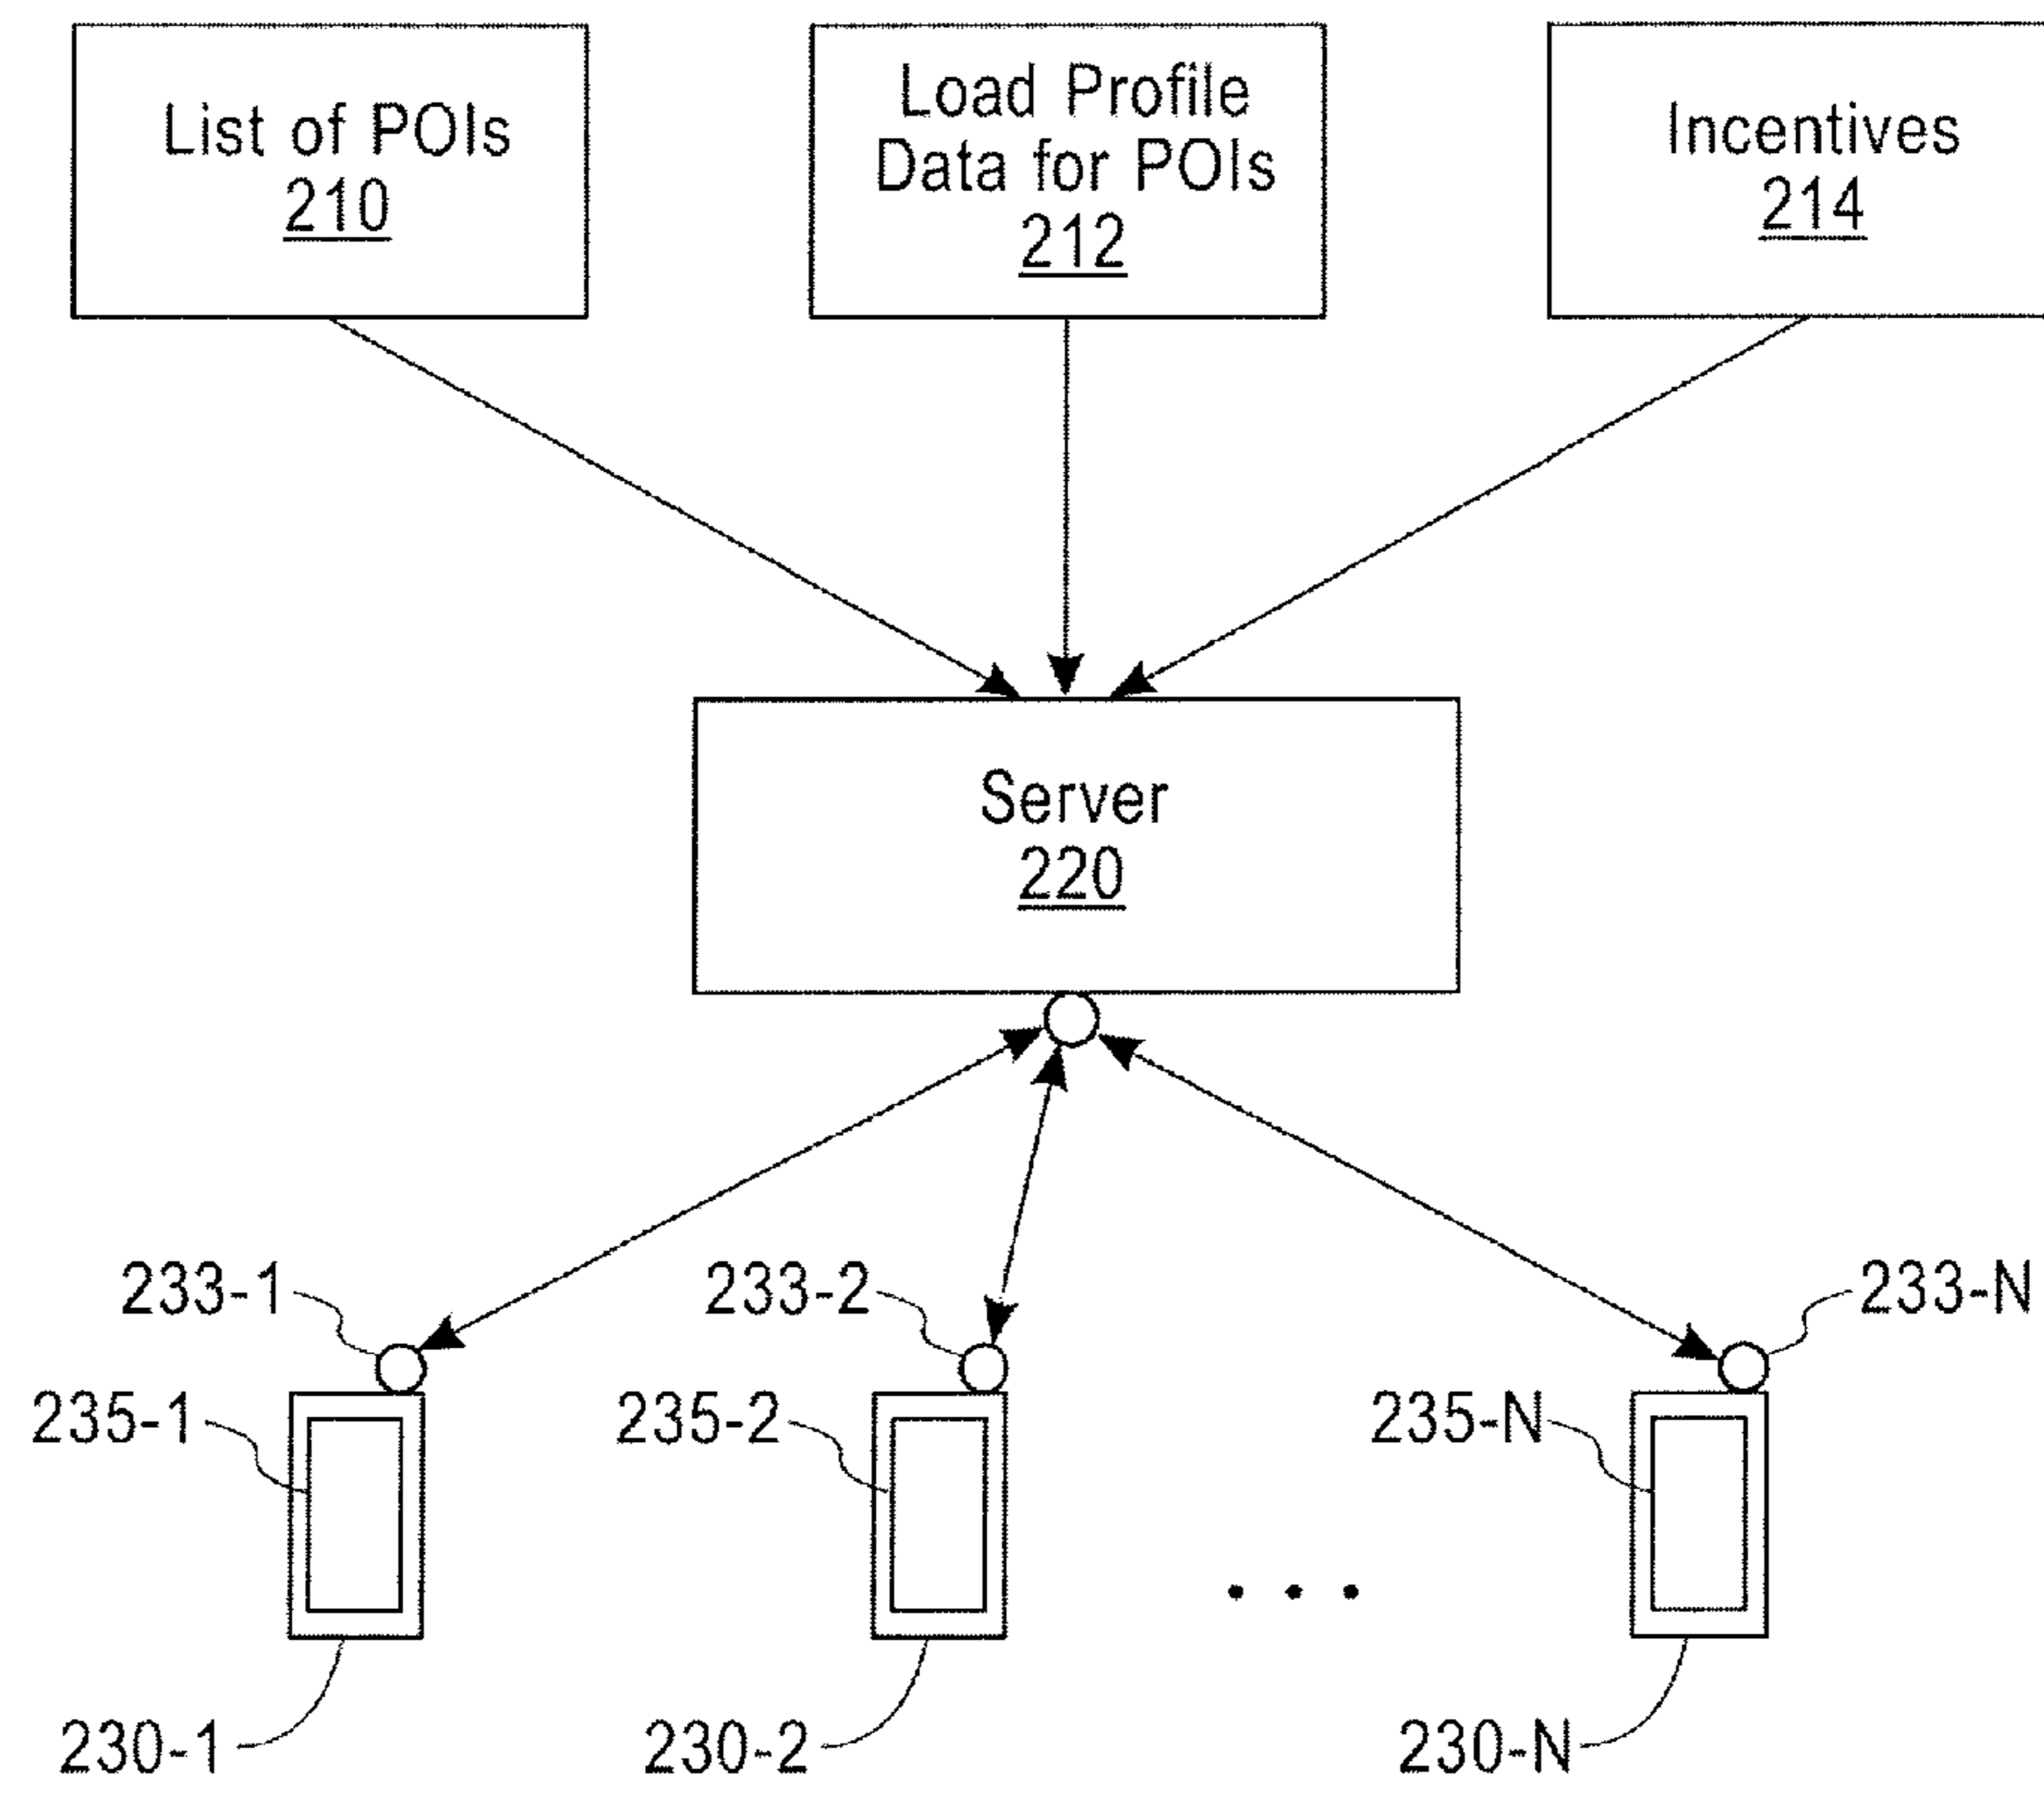 List of POIs
210
Load Profile
Data for POIs
212
Incentives
214
Server
220
233-1
233-2
233-N
235-1
235-2
235-N
230-1
230-2
230-N